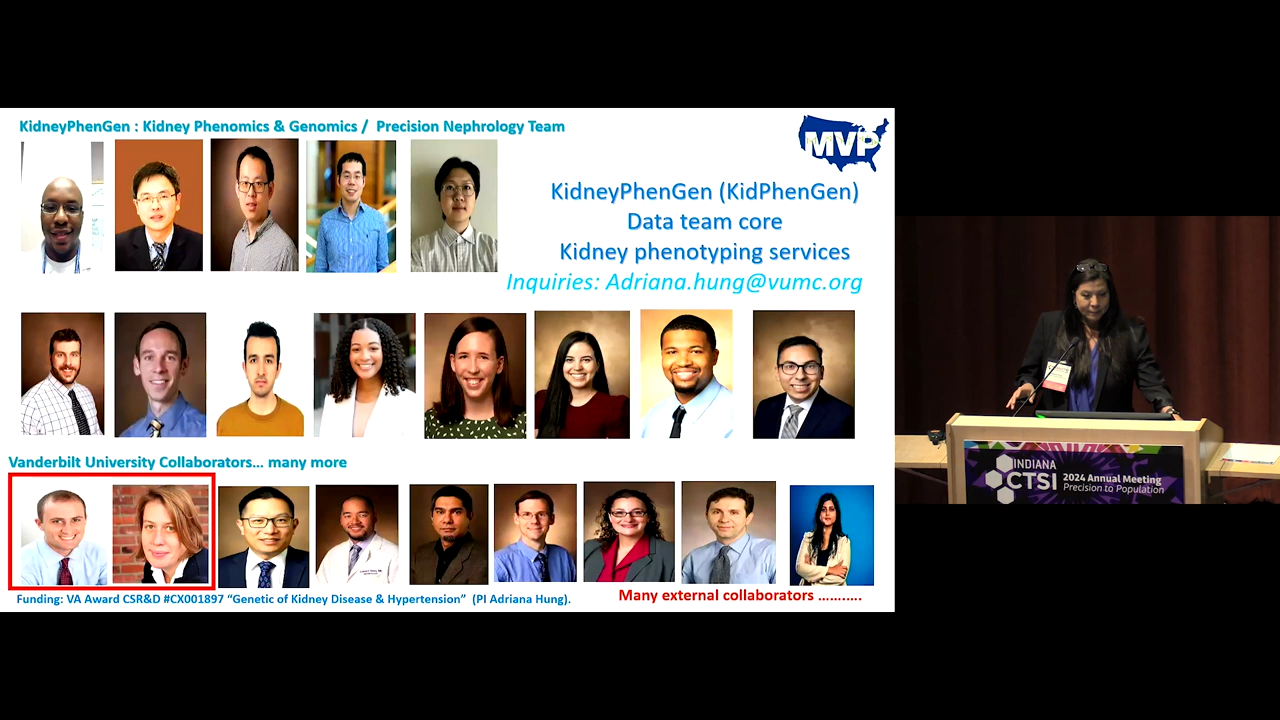 KidneyPhenGen : Kidney Phenomics & Genomics / Precision Nephrology Team
MVP
KidneyPhenGen (KidPhenGen)
Data team core
Kidney phenotyping services
Inquiries: Adriana.hung@vumc.org
Vanderbilt University Collaborators... many more
Funding: VA Award CSR&D #CX001897 “Genetic of Kidney Disease & Hypertension” (PI Adriana Hung).
Many external collaborators ............
INDIANA
CTSI
2024 Annual Meeting
Precision to Population